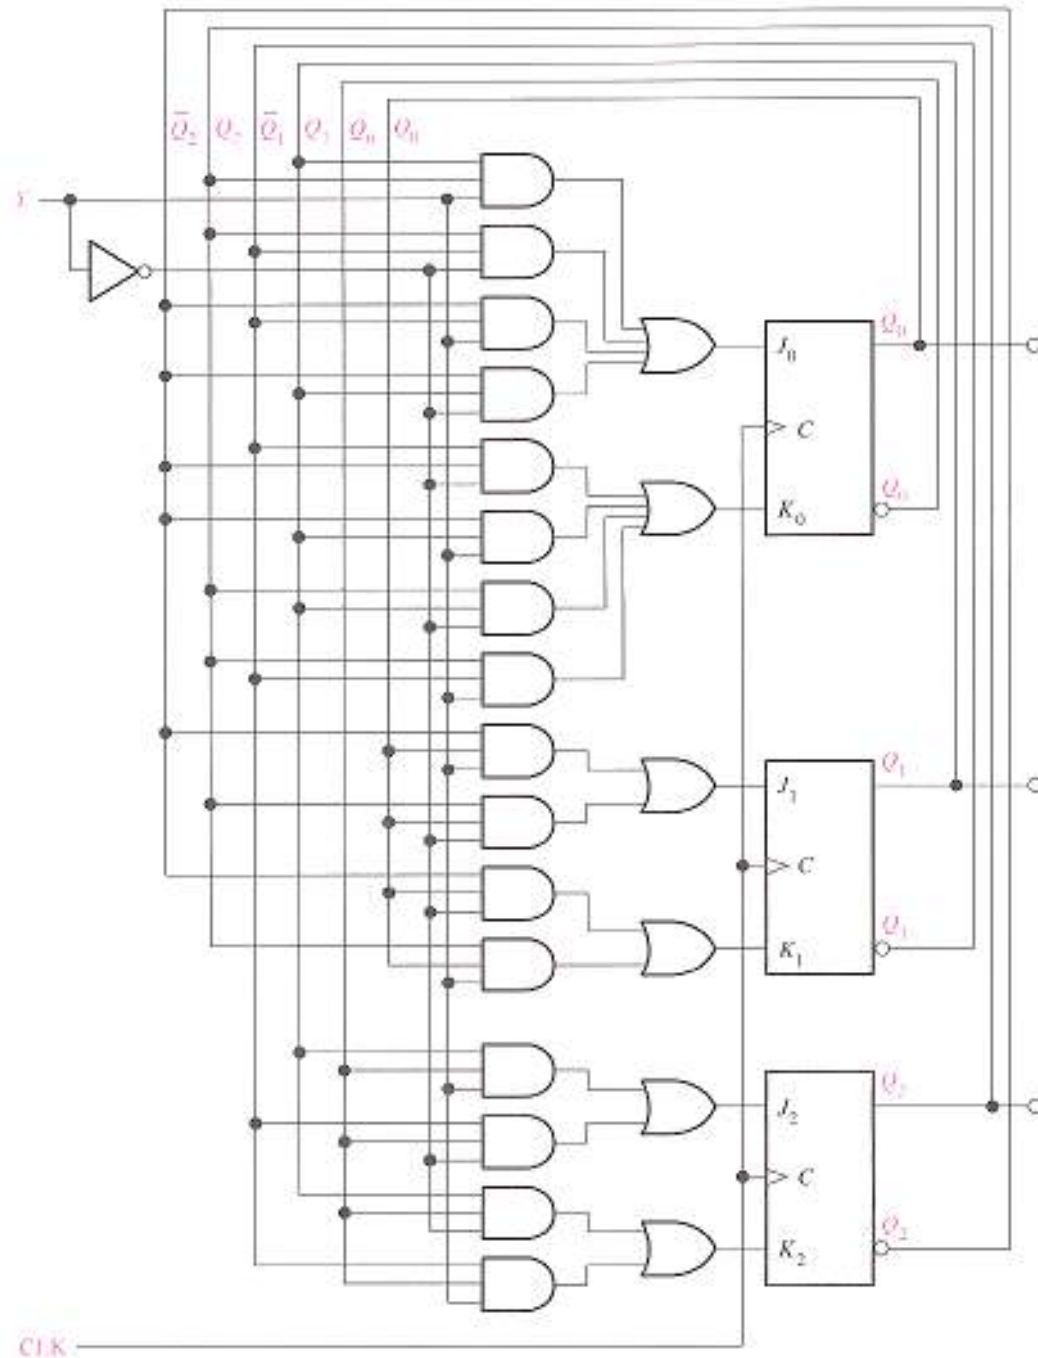 Q̅₂ Q₂ Q̅₁ Q₁ Q̅₀ Q₀
Y
Q₀
J₀
C
Q̅₀
K₀
Q₁
J₁
C
Q̅₁
K₁
Q₂
J₂
C
Q̅₂
K₂
CLK